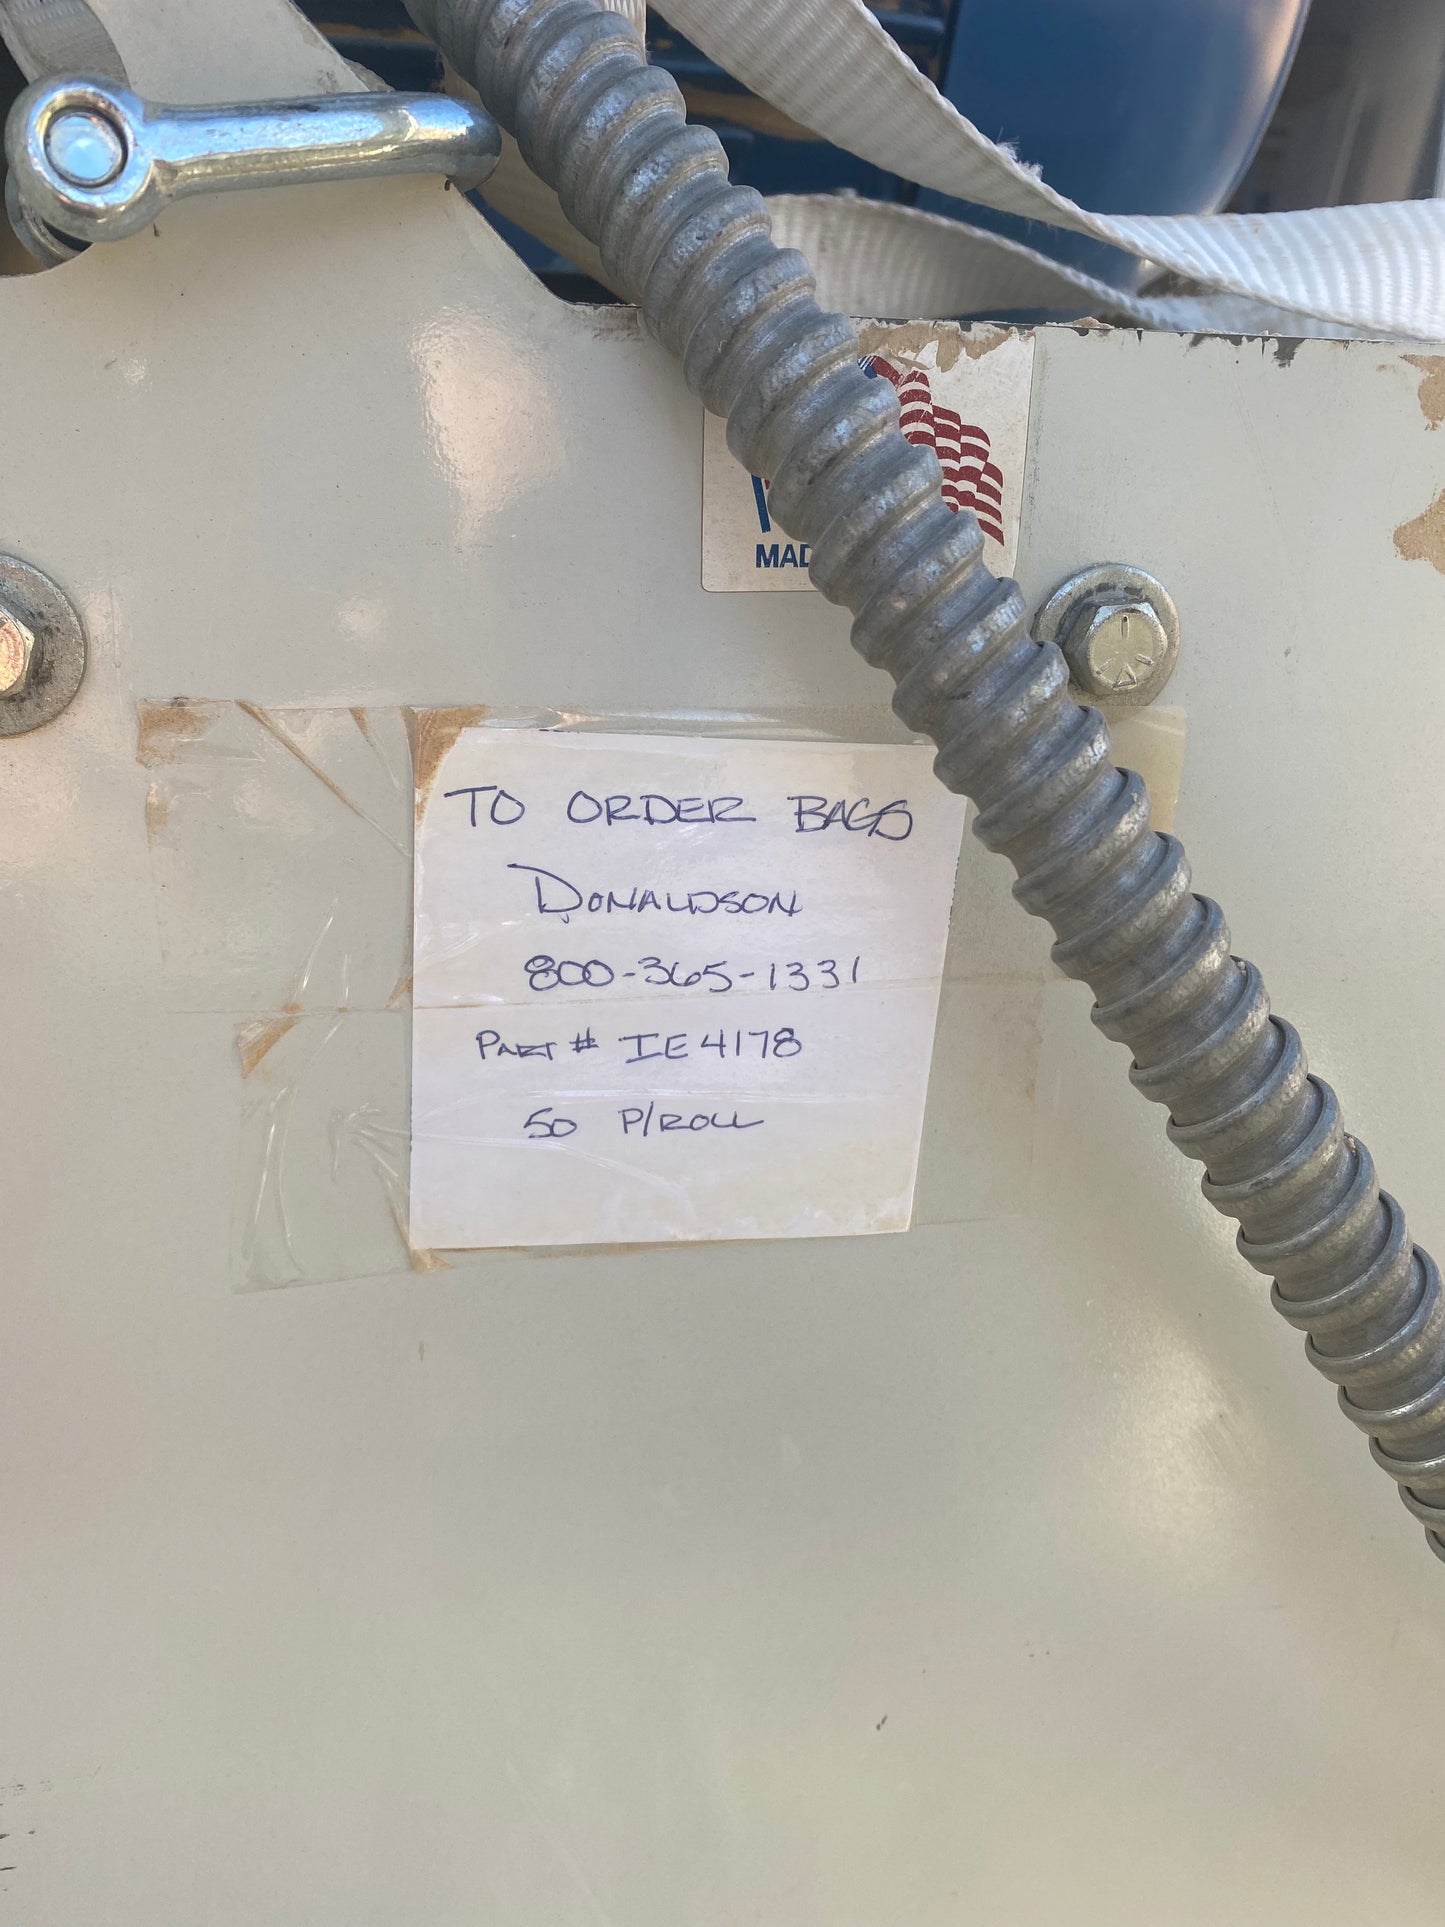 MAD
TO ORDER BAGS
DONALDSON
800-365-1331
PART # IE4178
50 P/ROLL